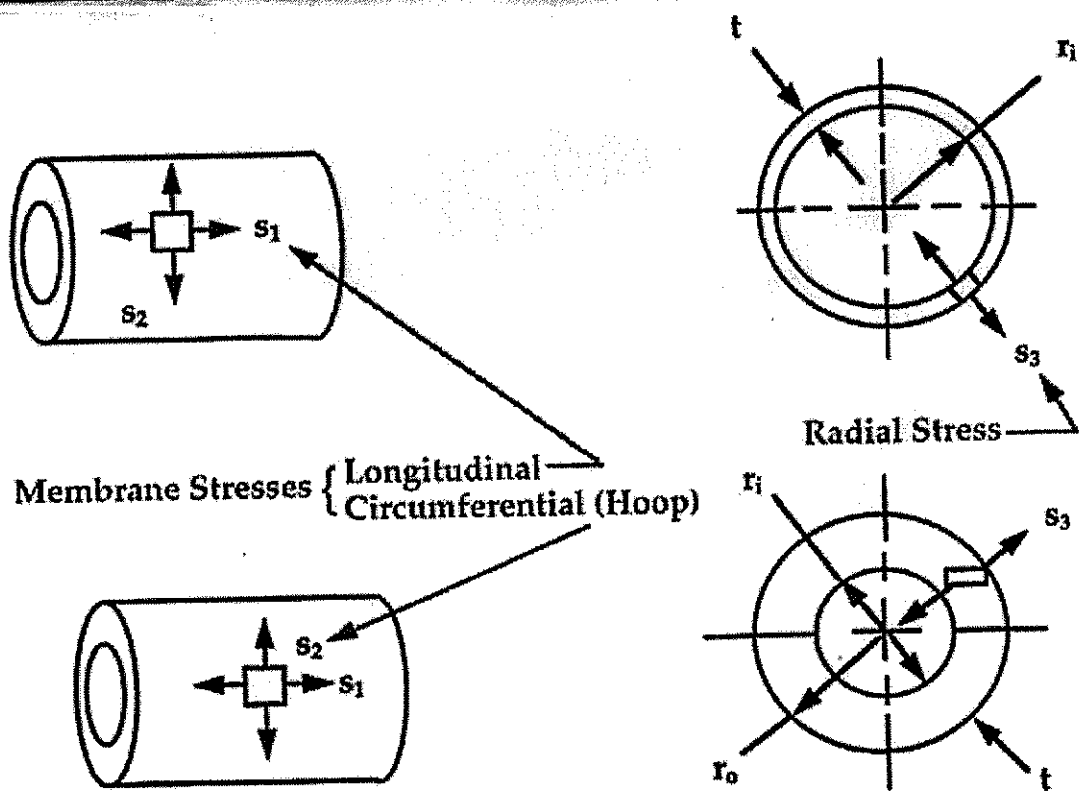 t
rᵢ
s₁
s₂
s₃
Radial Stress
Membrane Stresses { Longitudinal
Circumferential (Hoop)
rᵢ
s₃
s₂
s₁
rₒ
t